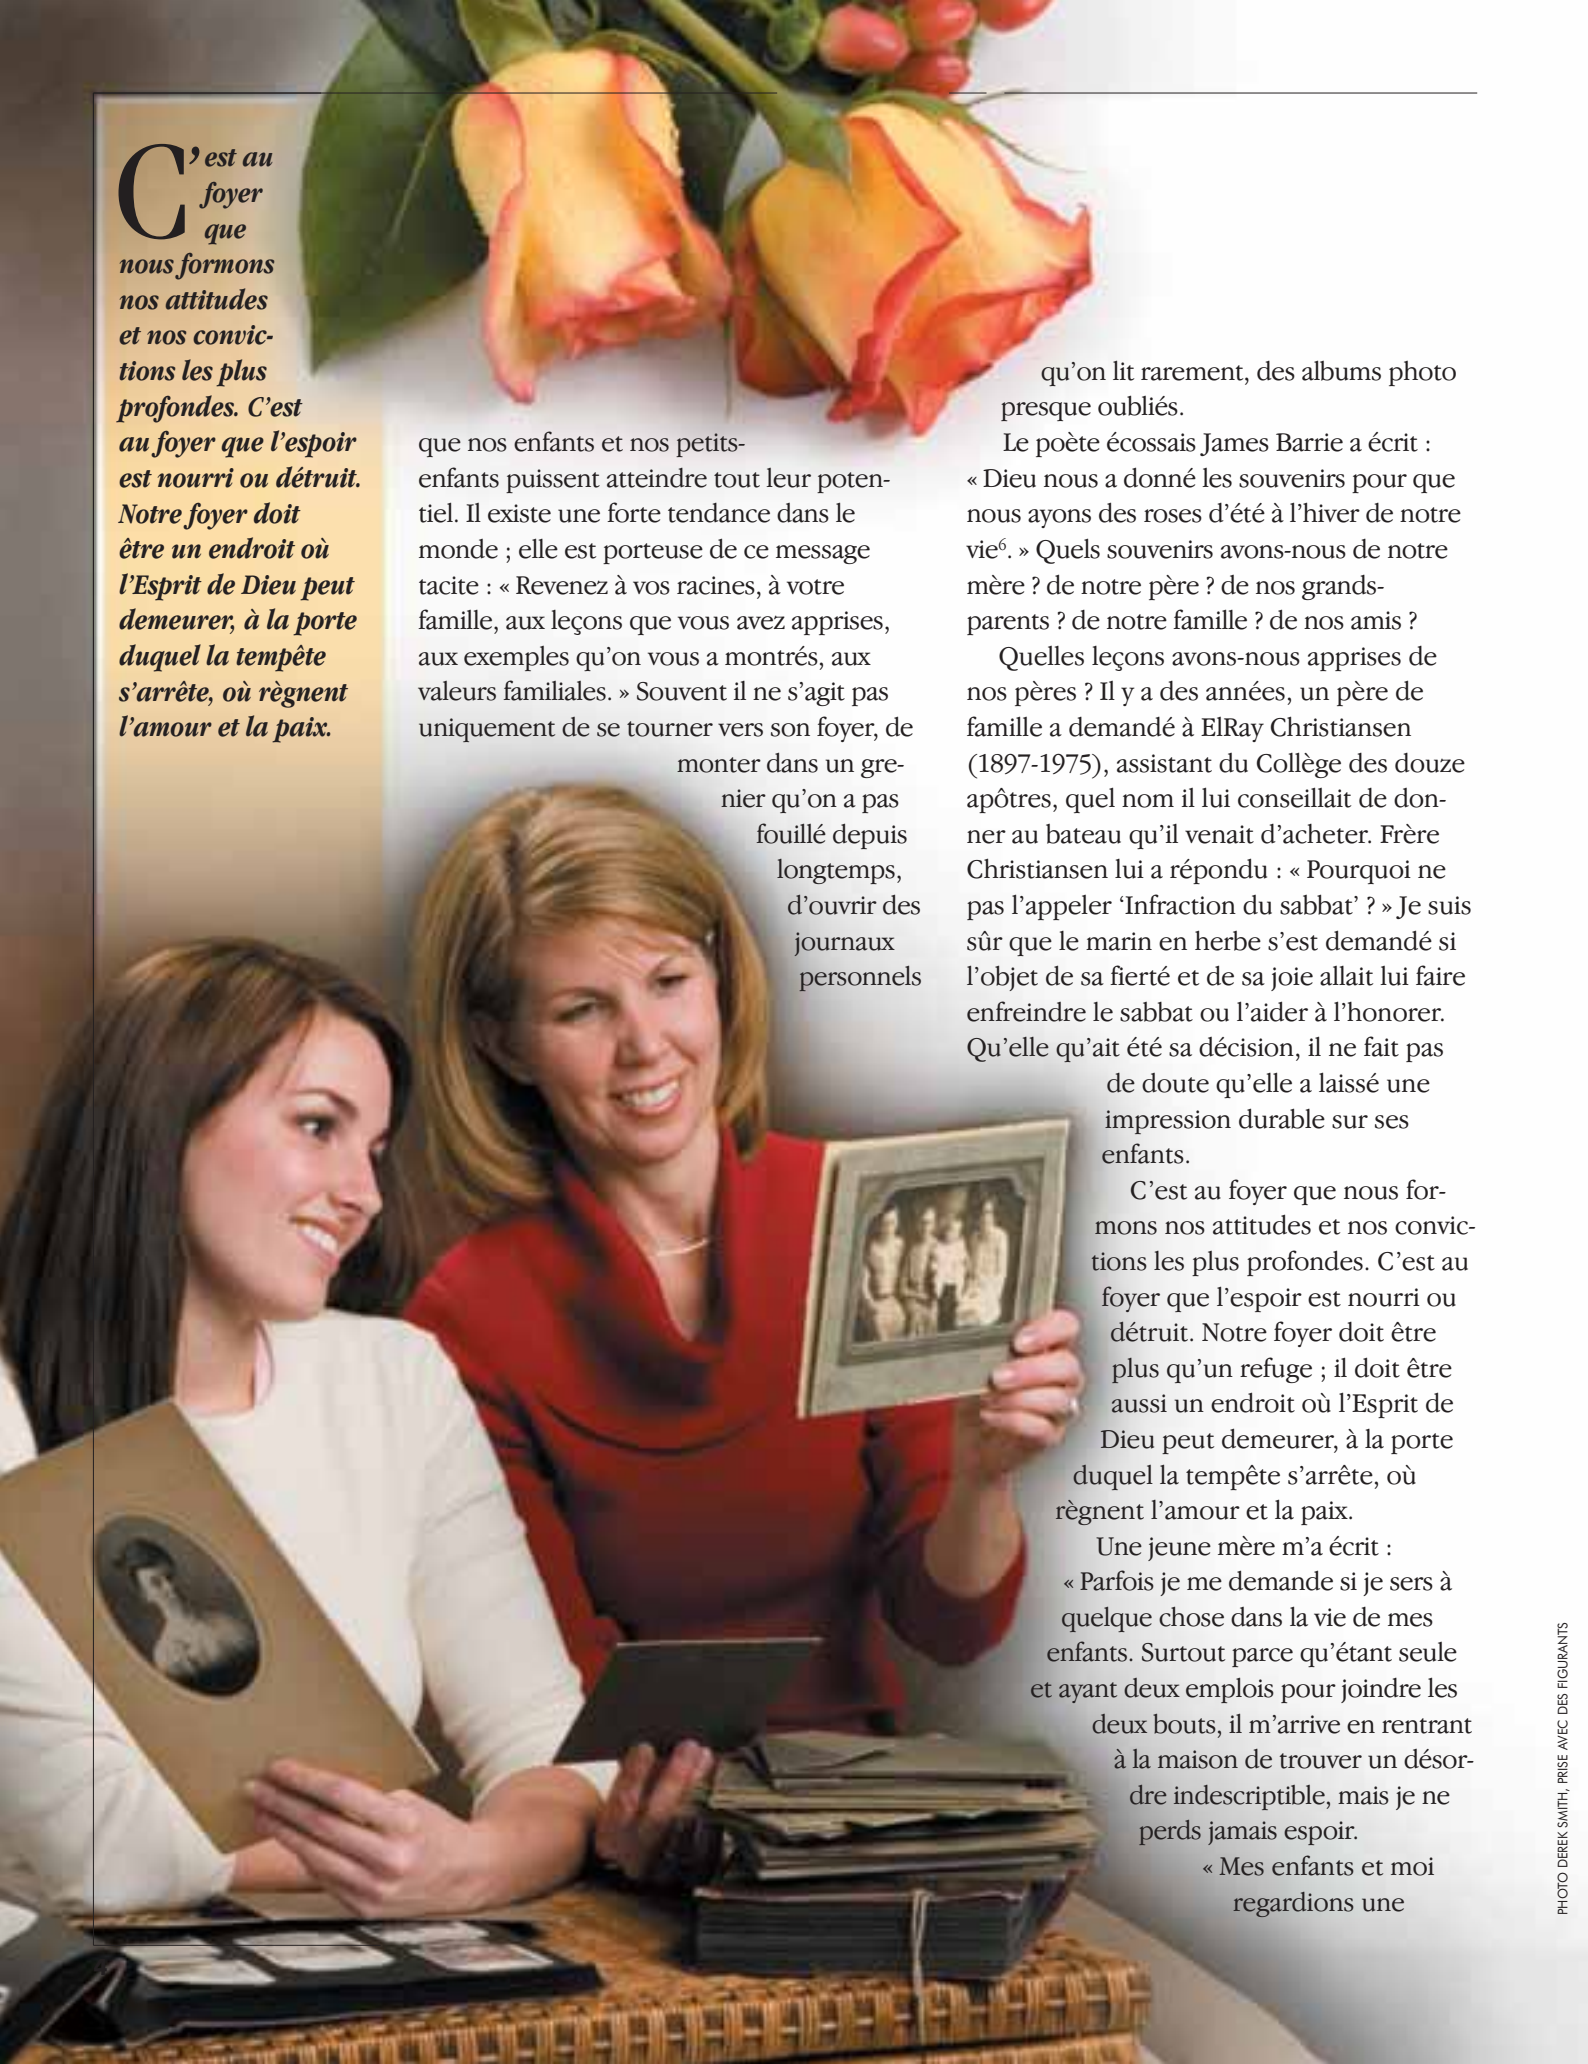 C’est au
foyer
que
nous formons
nos attitudes
et nos convic-
tions les plus
profondes. C’est
au foyer que l’espoir
est nourri ou détruit.
Notre foyer doit
être un endroit où
l’Esprit de Dieu peut
demeurer, à la porte
duquel la tempête
s’arrête, où règnent
l’amour et la paix.
que nos enfants et nos petits-
enfants puissent atteindre tout leur poten-
tiel. Il existe une forte tendance dans le
monde ; elle est porteuse de ce message
tacite : « Revenez à vos racines, à votre
famille, aux leçons que vous avez apprises,
aux exemples qu’on vous a montrés, aux
valeurs familiales. » Souvent il ne s’agit pas
uniquement de se tourner vers son foyer, de
monter dans un gre-
nier qu’on a pas
fouillé depuis
longtemps,
d’ouvrir des
journaux
personnels
qu’on lit rarement, des albums photo
presque oubliés.
Le poète écossais James Barrie a écrit :
« Dieu nous a donné les souvenirs pour que
nous ayons des roses d’été à l’hiver de notre
vie⁶. » Quels souvenirs avons-nous de notre
mère ? de notre père ? de nos grands-
parents ? de notre famille ? de nos amis ?
Quelles leçons avons-nous apprises de
nos pères ? Il y a des années, un père de
famille a demandé à ElRay Christiansen
(1897-1975), assistant du Collège des douze
apôtres, quel nom il lui conseillait de don-
ner au bateau qu’il venait d’acheter. Frère
Christiansen lui a répondu : « Pourquoi ne
pas l’appeler ‘Infraction du sabbat’ ? » Je suis
sûr que le marin en herbe s’est demandé si
l’objet de sa fierté et de sa joie allait lui faire
enfreindre le sabbat ou l’aider à l’honorer.
Qu’elle qu’ait été sa décision, il ne fait pas
de doute qu’elle a laissé une
impression durable sur ses
enfants.
C’est au foyer que nous for-
mons nos attitudes et nos convic-
tions les plus profondes. C’est au
foyer que l’espoir est nourri ou
détruit. Notre foyer doit être
plus qu’un refuge ; il doit être
aussi un endroit où l’Esprit de
Dieu peut demeurer, à la porte
duquel la tempête s’arrête, où
règnent l’amour et la paix.
Une jeune mère m’a écrit :
« Parfois je me demande si je sers à
quelque chose dans la vie de mes
enfants. Surtout parce qu’étant seule
et ayant deux emplois pour joindre les
deux bouts, il m’arrive en rentrant
à la maison de trouver un désor-
dre indescriptible, mais je ne
perds jamais espoir.
« Mes enfants et moi
regardions une
PHOTO DEREK SMITH, PRISE AVEC DES FIGURANTS